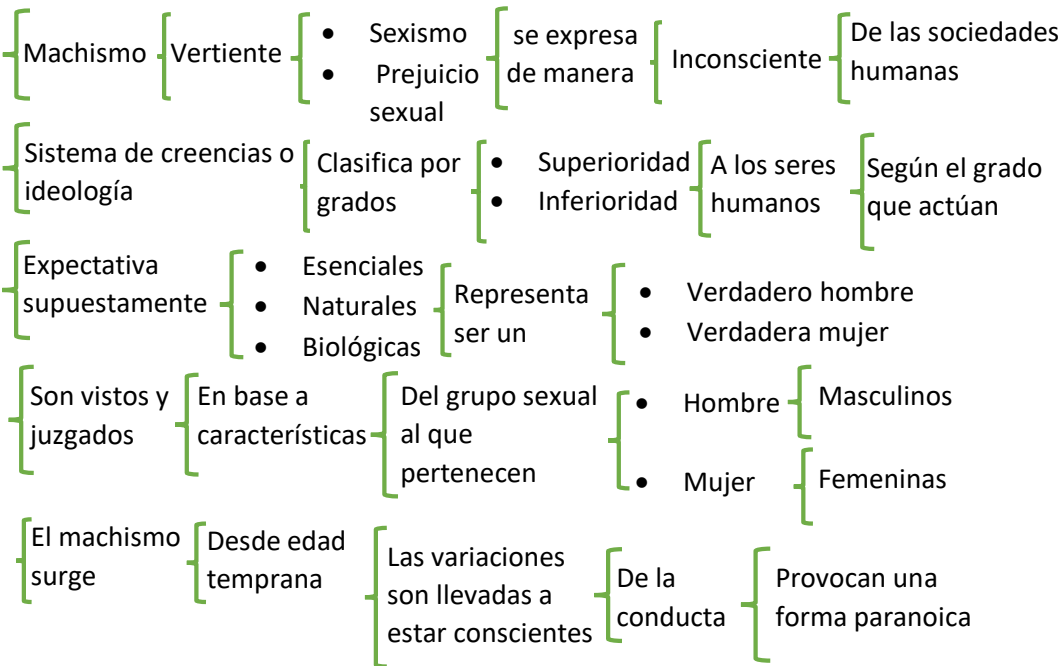 Machismo
Vertiente
• Sexismo
• Prejuicio
sexual
se expresa
de manera
Inconsciente
De las sociedades
humanas
Sistema de creencias o
ideología
Clasifica por
grados
• Superioridad
• Inferioridad
A los seres
humanos
Según el grado
que actúan
Expectativa
supuestamente
• Esenciales
• Naturales
• Biológicas
Representa
ser un
• Verdadero hombre
• Verdadera mujer
Son vistos y
juzgados
En base a
características
Del grupo sexual
al que
pertenecen
• Hombre
Masculinos
• Mujer
Femeninas
El machismo
surge
Desde edad
temprana
Las variaciones
son llevadas a
estar conscientes
De la
conducta
Provocan una
forma paranoica